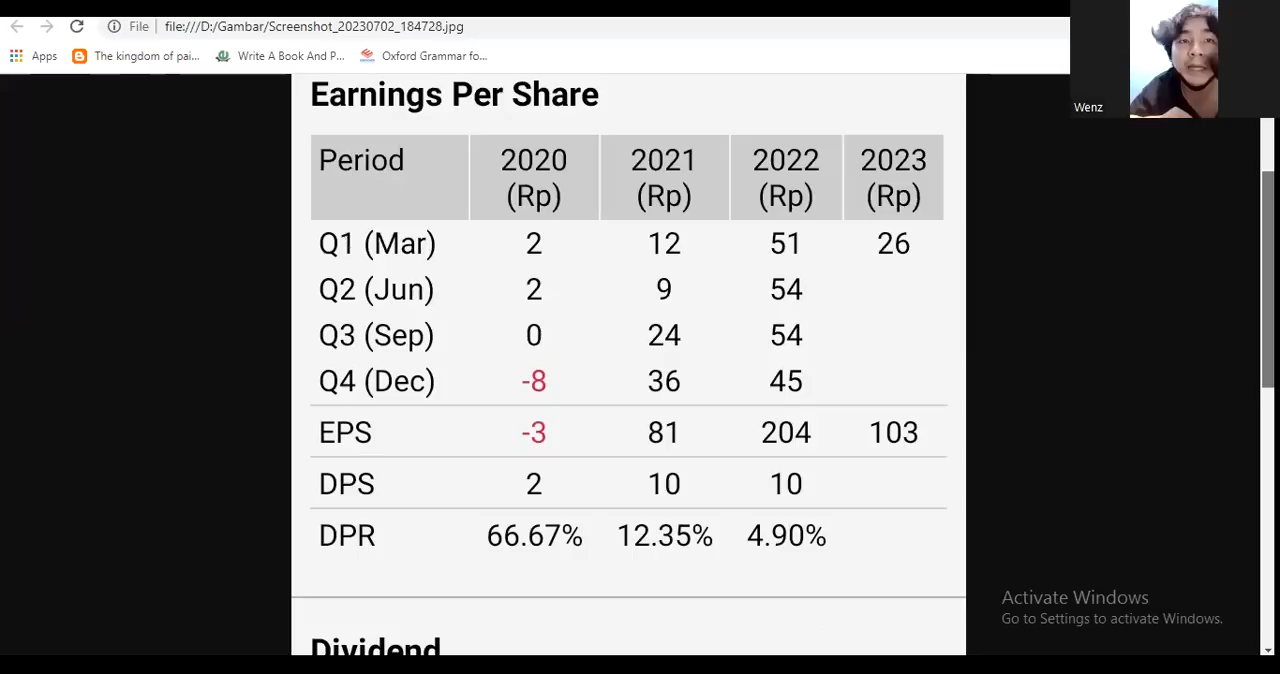 File | file:///D:/Gambar/Screenshot_20230702_184728.jpg
Apps The kingdom of pai... Write A Book And P... Oxford Grammar fo...
Wenz
Earnings Per Share
Period 2020 (Rp) 2021 (Rp) 2022 (Rp) 2023 (Rp)
Q1 (Mar) 2 12 51 26
Q2 (Jun) 2 9 54
Q3 (Sep) 0 24 54
Q4 (Dec) -8 36 45
EPS -3 81 204 103
DPS 2 10 10
DPR 66.67% 12.35% 4.90%
Dividend
Activate Windows
Go to Settings to activate Windows.